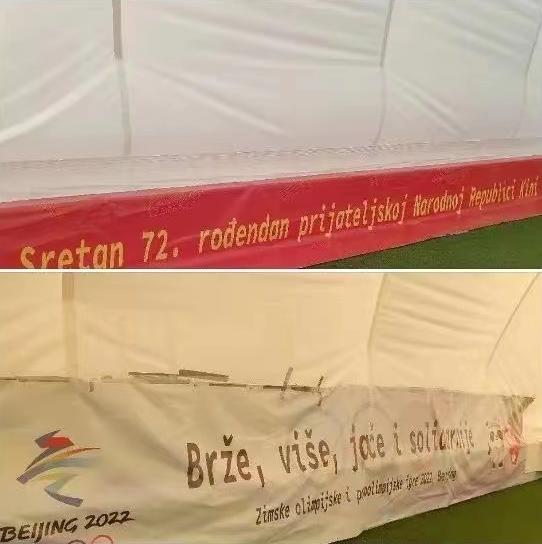 Sretan 72. rođendan prijateljskoj Narodnoj Republici Kini
Brže, više, jače i solidarnije
Zimske olimpijske i paraolimpijske igre 2022. Beijing
BEIJING 2022